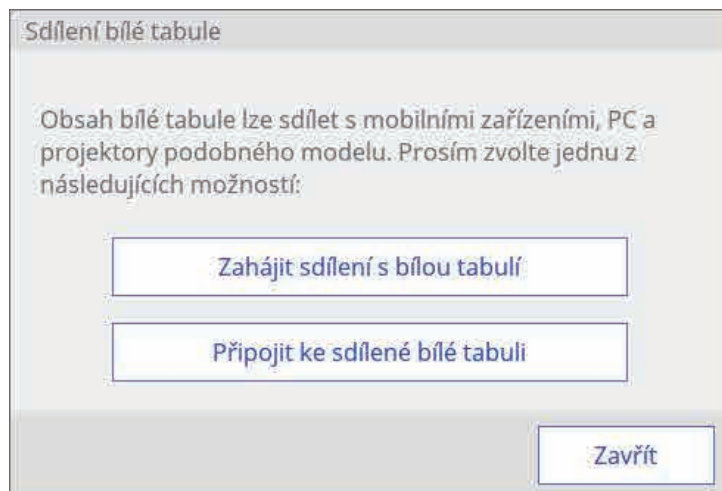 Sdílení bílé tabule
Obsah bílé tabule lze sdílet s mobilními zařízeními, PC a
projektory podobného modelu. Prosím zvolte jednu z
následujících možností:
Zahájit sdílení s bílou tabulí
Připojit ke sdílené bílé tabuli
Zavřít